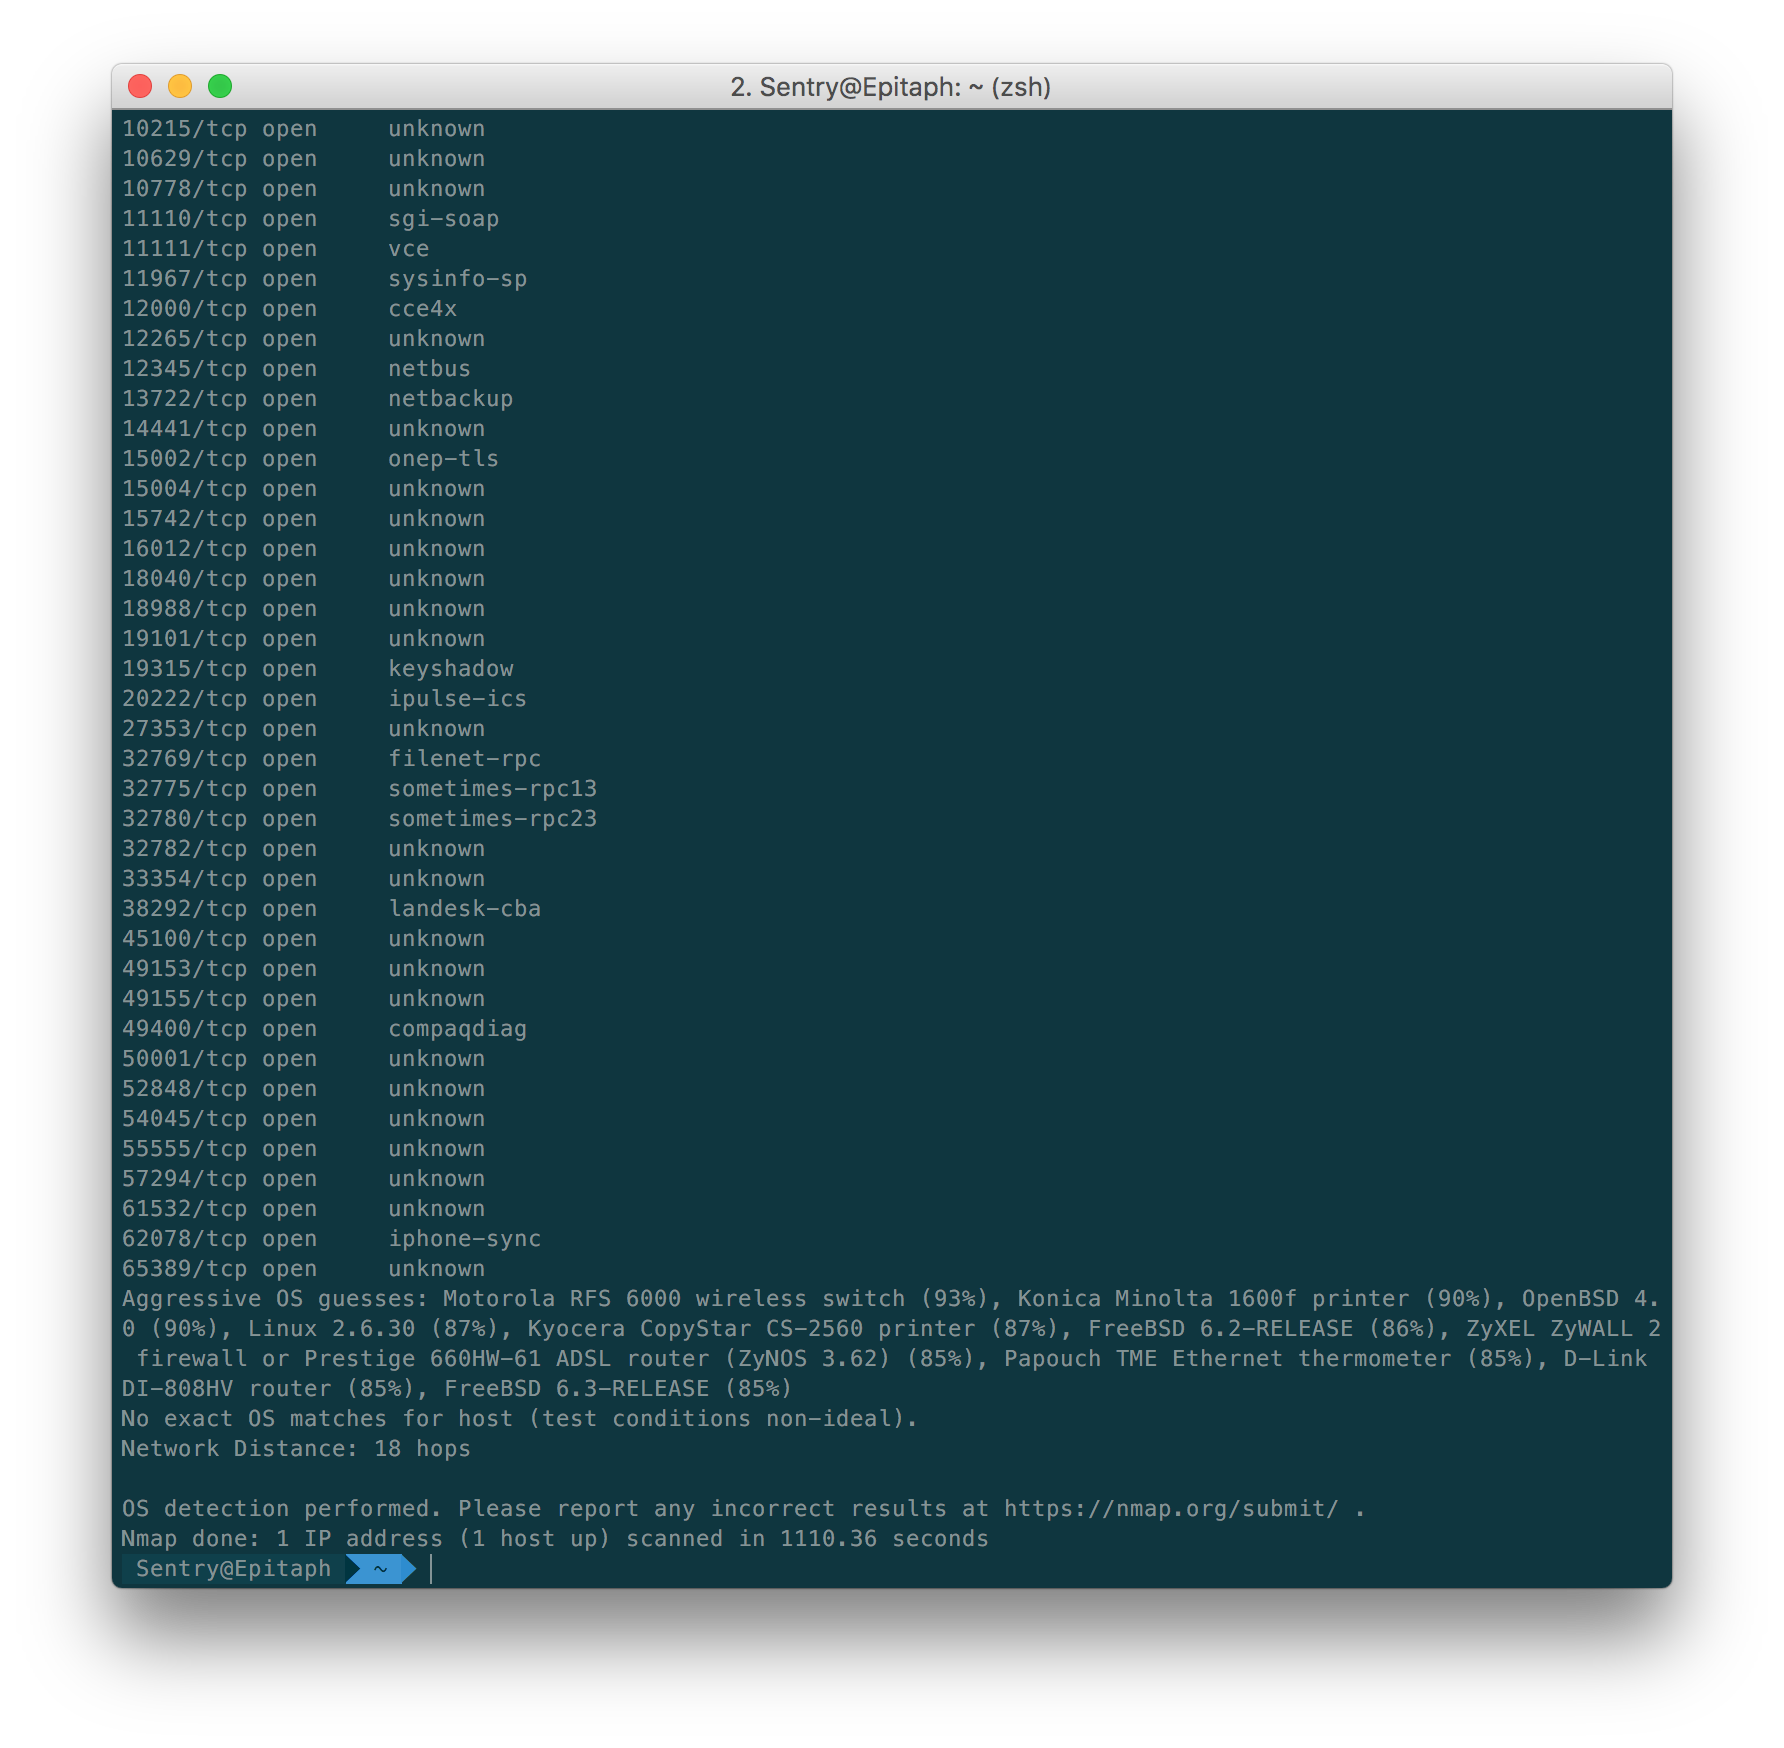 2. Sentry@Epitaph: ~ (zsh)
10215/tcp open     unknown
10629/tcp open     unknown
10778/tcp open     unknown
11110/tcp open     sgi-soap
11111/tcp open     vce
11967/tcp open     sysinfo-sp
12000/tcp open     cce4x
12265/tcp open     unknown
12345/tcp open     netbus
13722/tcp open     netbackup
14441/tcp open     unknown
15002/tcp open     onep-tls
15004/tcp open     unknown
15742/tcp open     unknown
16012/tcp open     unknown
18040/tcp open     unknown
18988/tcp open     unknown
19101/tcp open     unknown
19315/tcp open     keyshadow
20222/tcp open     ipulse-ics
27353/tcp open     unknown
32769/tcp open     filenet-rpc
32775/tcp open     sometimes-rpc13
32780/tcp open     sometimes-rpc23
32782/tcp open     unknown
33354/tcp open     unknown
38292/tcp open     landesk-cba
45100/tcp open     unknown
49153/tcp open     unknown
49155/tcp open     unknown
49400/tcp open     compaqdiag
50001/tcp open     unknown
52848/tcp open     unknown
54045/tcp open     unknown
55555/tcp open     unknown
57294/tcp open     unknown
61532/tcp open     unknown
62078/tcp open     iphone-sync
65389/tcp open     unknown
Aggressive OS guesses: Motorola RFS 6000 wireless switch (93%), Konica Minolta 1600f printer (90%), OpenBSD 4.
0 (90%), Linux 2.6.30 (87%), Kyocera CopyStar CS-2560 printer (87%), FreeBSD 6.2-RELEASE (86%), ZyXEL ZyWALL 2
 firewall or Prestige 660HW-61 ADSL router (ZyNOS 3.62) (85%), Papouch TME Ethernet thermometer (85%), D-Link
DI-808HV router (85%), FreeBSD 6.3-RELEASE (85%)
No exact OS matches for host (test conditions non-ideal).
Network Distance: 18 hops

OS detection performed. Please report any incorrect results at https://nmap.org/submit/ .
Nmap done: 1 IP address (1 host up) scanned in 1110.36 seconds
Sentry@Epitaph ~